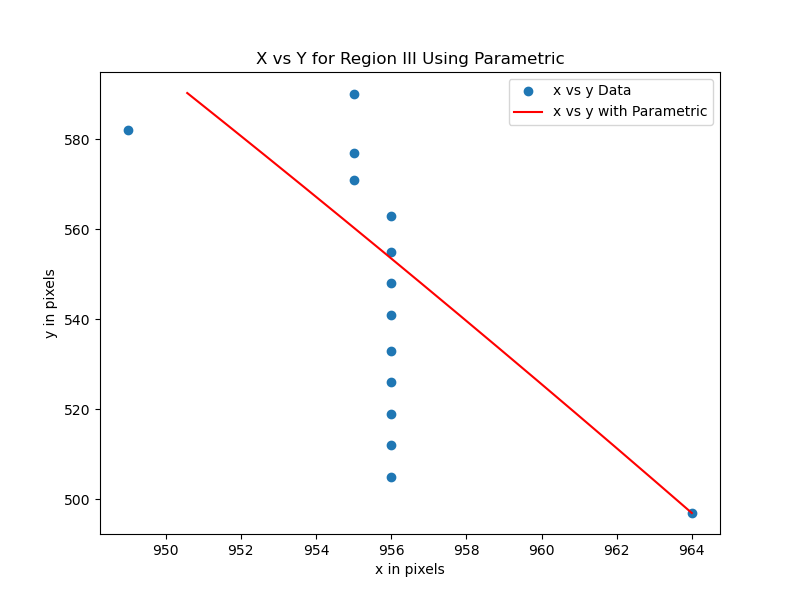 X vs Y for Region III Using Parametric
x vs y Data
x vs y with Parametric
y in pixels
580
560
540
520
500
950 952 954 956 958 960 962 964
x in pixels